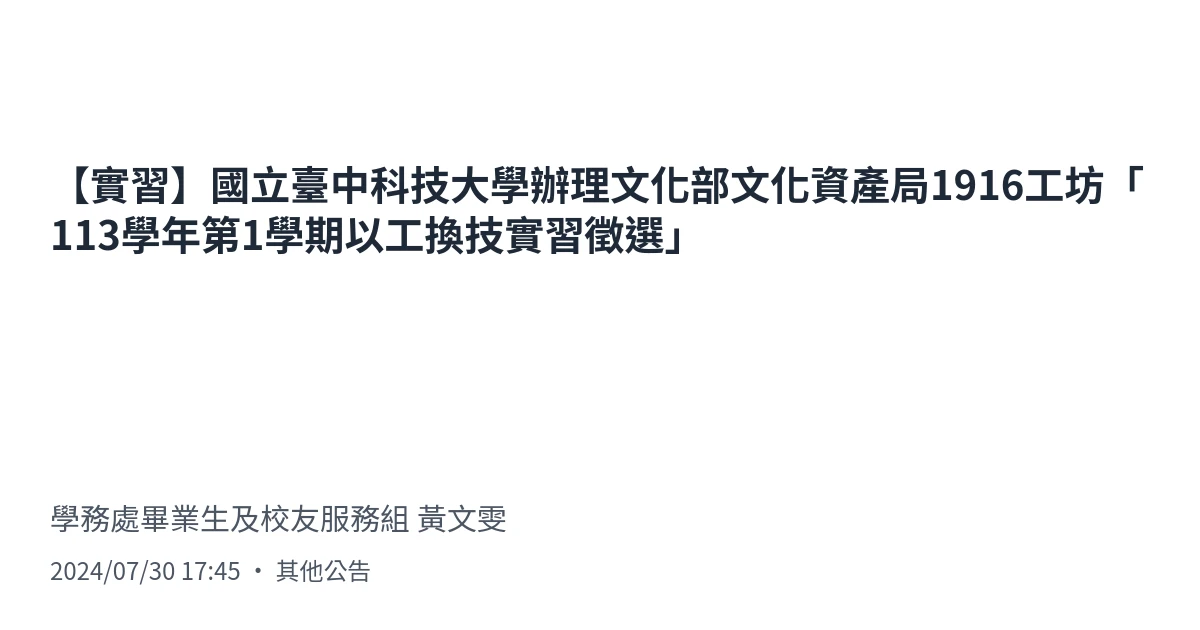 【實習】國立臺中科技大學辦理文化部文化資產局1916工坊「
113學年第1學期以工換技實習徵選」
學務處畢業生及校友服務組 黃文雯
2024/07/30 17:45 ・ 其他公告